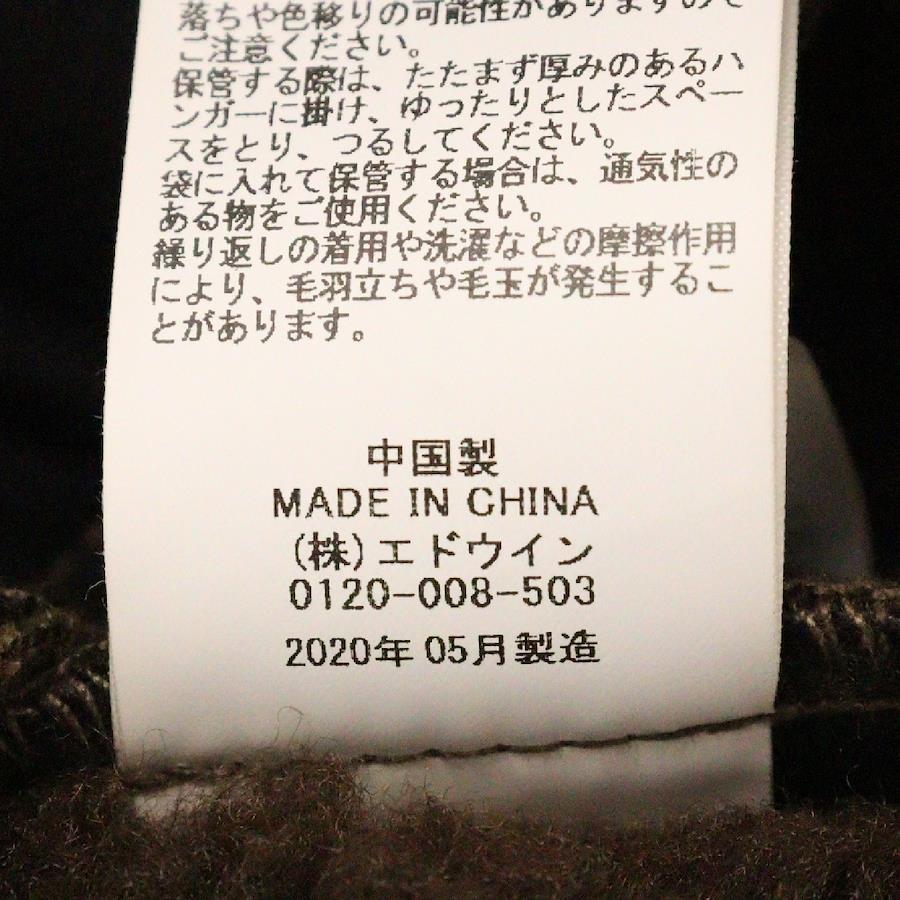 落ちや色移りの可能性がありますので
ご注意ください。
保管する際は、たたまず厚みのあるハ
ンガーに掛け、ゆったりとしたスペー
スをとり、つるしてください。
袋に入れて保管する場合は、通気性の
ある物をご使用ください。
繰り返しの着用や洗濯などの摩擦作用
により、毛羽立ちや毛玉が発生するこ
とがあります。
中国製
MADE IN CHINA
(株)エドウイン
0120-008-503
2020年 05月製造